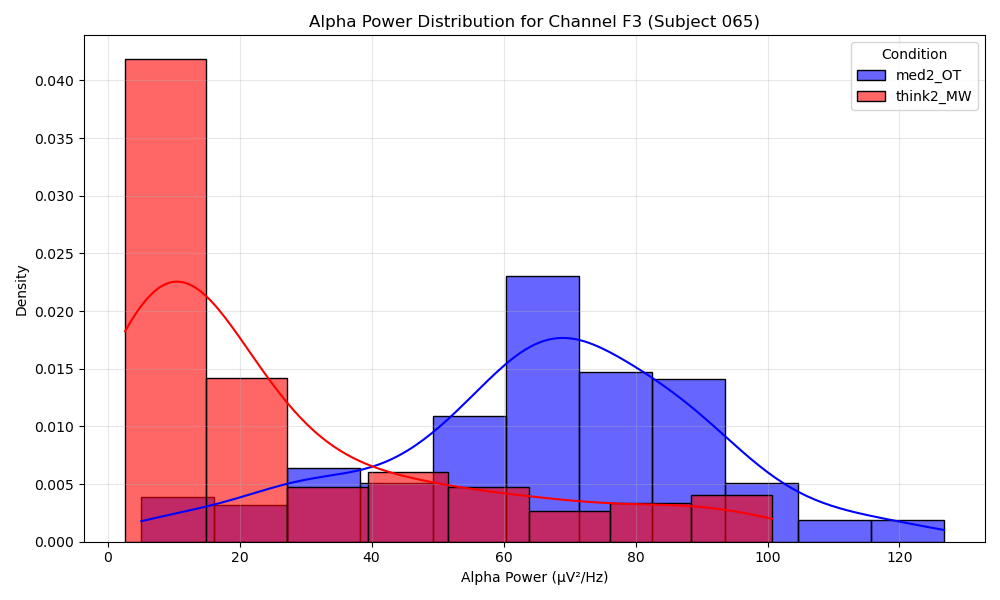 Alpha Power Distribution for Channel F3 (Subject 065)
Condition
med2_OT
think2_MW
Density
0.040
0.035
0.030
0.025
0.020
0.015
0.010
0.005
0.000
0 20 40 60 80 100 120
Alpha Power (μV²/Hz)